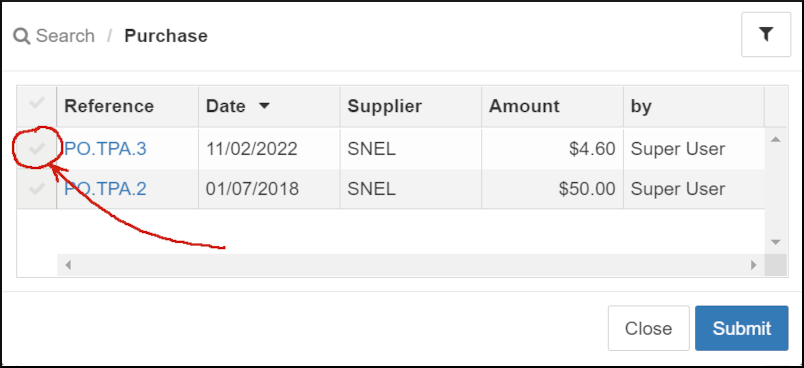 Search / Purchase
Reference Date Supplier Amount by
PO.TPA.3 11/02/2022 SNEL $4.60 Super User
PO.TPA.2 01/07/2018 SNEL $50.00 Super User
Close Submit